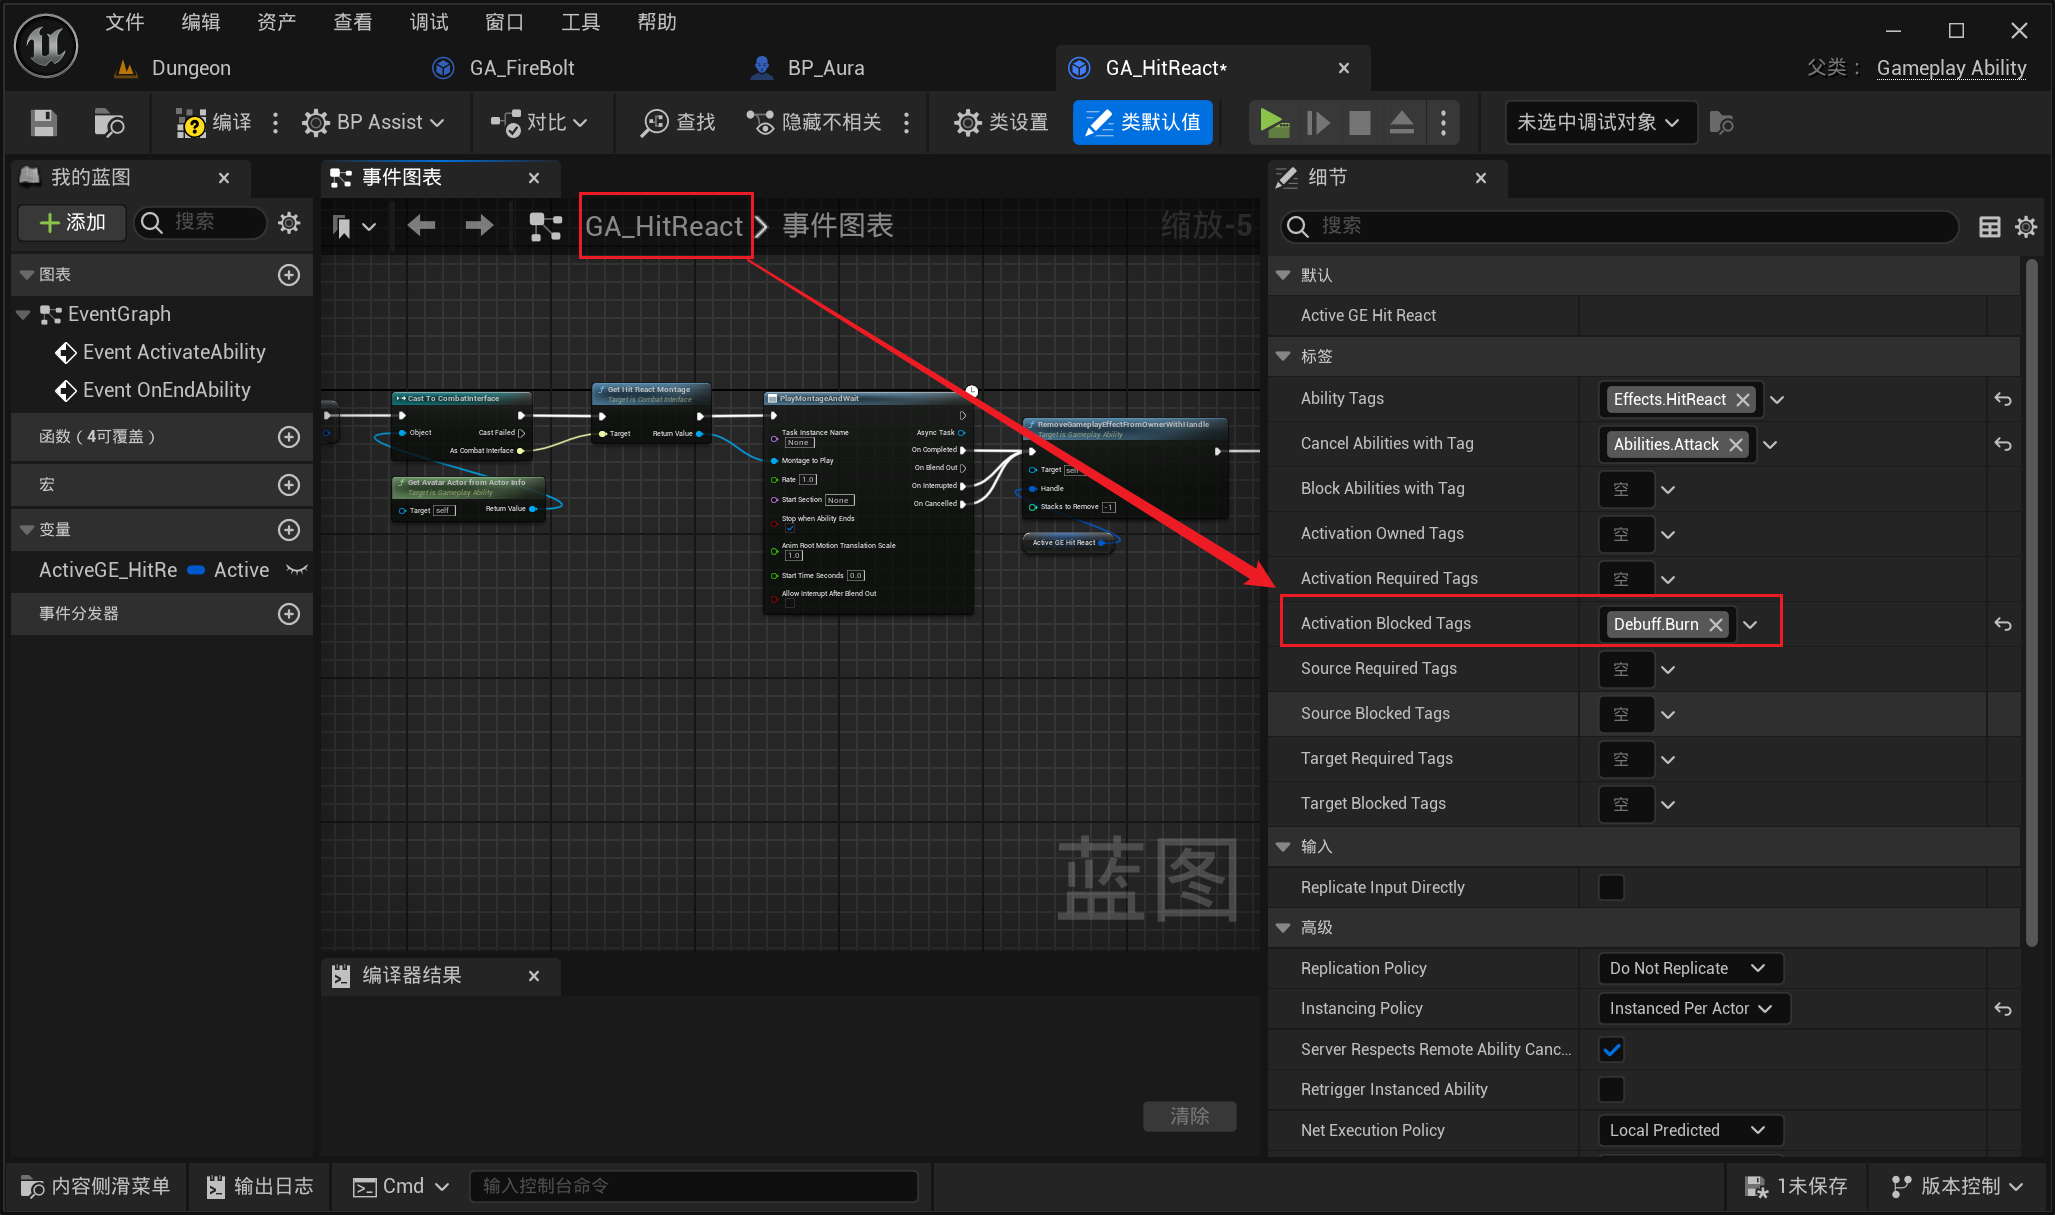 文件 编辑 资产 查看 调试 窗口 工具 帮助
Dungeon GA_FireBolt BP_Aura GA_HitReact*
父类： Gameplay Ability
编译 BP Assist 对比 查找 隐藏不相关 类设置 类默认值 未选中调试对象
我的蓝图
添加 搜索
图表
EventGraph
Event ActivateAbility
Event OnEndAbility
函数（4可覆盖）
宏
变量
ActiveGE_HitRe Active
事件分发器
事件图表
GA_HitReact 事件图表 缩放-5
Cast To CombatInterface
Object Cast Failed
As Combat Interface
Get Avatar Actor from Actor Info
Target is Gameplay Ability
Target self Return Value
Get Hit React Montage
Target is Combat Interface
Target Return Value
PlayMontageAndWait
Task Instance Name Async Task
None
On Completed
Montage to Play
On Blend Out
Rate 1.0
On Interrupted
Start Section None
On Cancelled
Stop when Ability Ends
Anim Root Motion Translation Scale
1.0
Start Time Seconds 0.0
Allow Interrupt After Blend Out
RemoveGameplayEffectFromOwnerWithHandle
Target is Gameplay Ability
Target self
Handle
Stacks to Remove -1
Active GE Hit React
蓝图
编译器结果
清除
细节
搜索
默认
Active GE Hit React
标签
Ability Tags Effects.HitReact
Cancel Abilities with Tag Abilities.Attack
Block Abilities with Tag 空
Activation Owned Tags 空
Activation Required Tags 空
Activation Blocked Tags Debuff.Burn
Source Required Tags 空
Source Blocked Tags 空
Target Required Tags 空
Target Blocked Tags 空
输入
Replicate Input Directly
高级
Replication Policy Do Not Replicate
Instancing Policy Instanced Per Actor
Server Respects Remote Ability Canc...
Retrigger Instanced Ability
Net Execution Policy Local Predicted
内容侧滑菜单 输出日志 Cmd 输入控制台命令 1未保存 版本控制